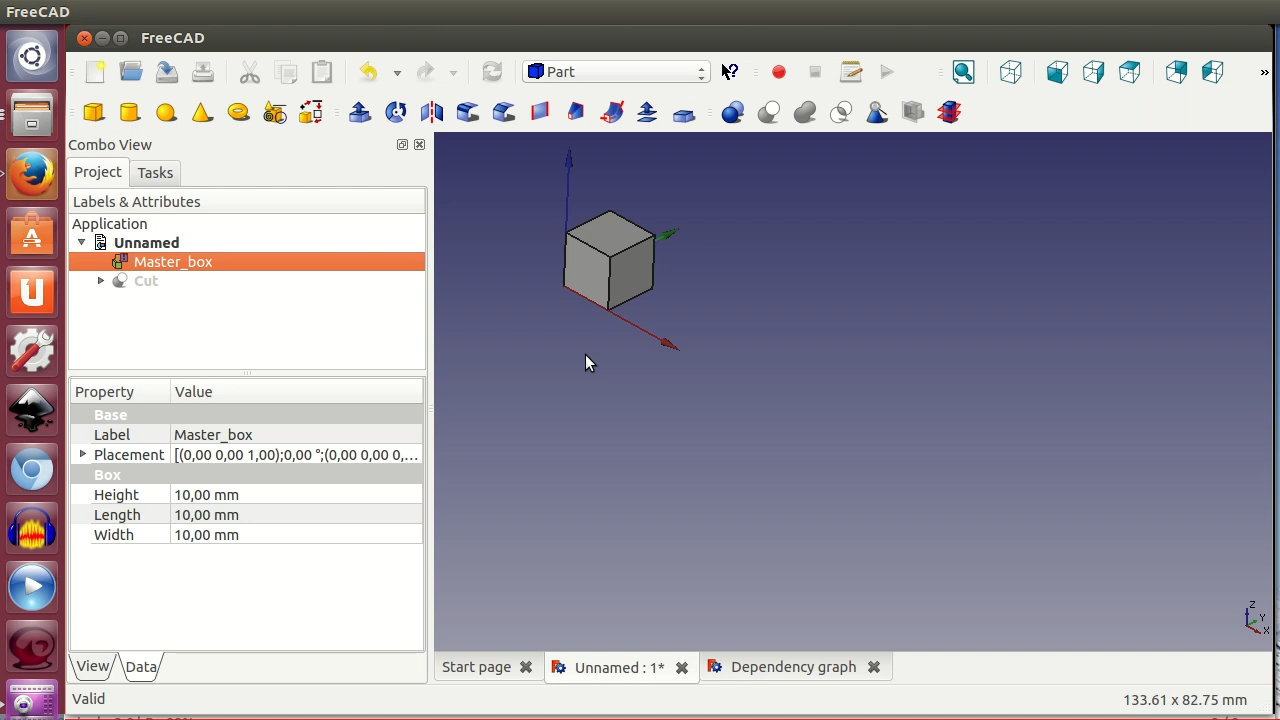 FreeCAD
FreeCAD
Part
»
Combo View
Project
Tasks
Labels & Attributes
Application
Unnamed
Master_box
Cut
Property
Value
Base
Label
Master_box
Placement
[(0,00 0,00 1,00);0,00 °;(0,00 0,00 0,...
Box
Height
10,00 mm
Length
10,00 mm
Width
10,00 mm
View
Data
Start page
Unnamed : 1*
Dependency graph
Z
Y
X
Valid
133.61 x 82.75 mm